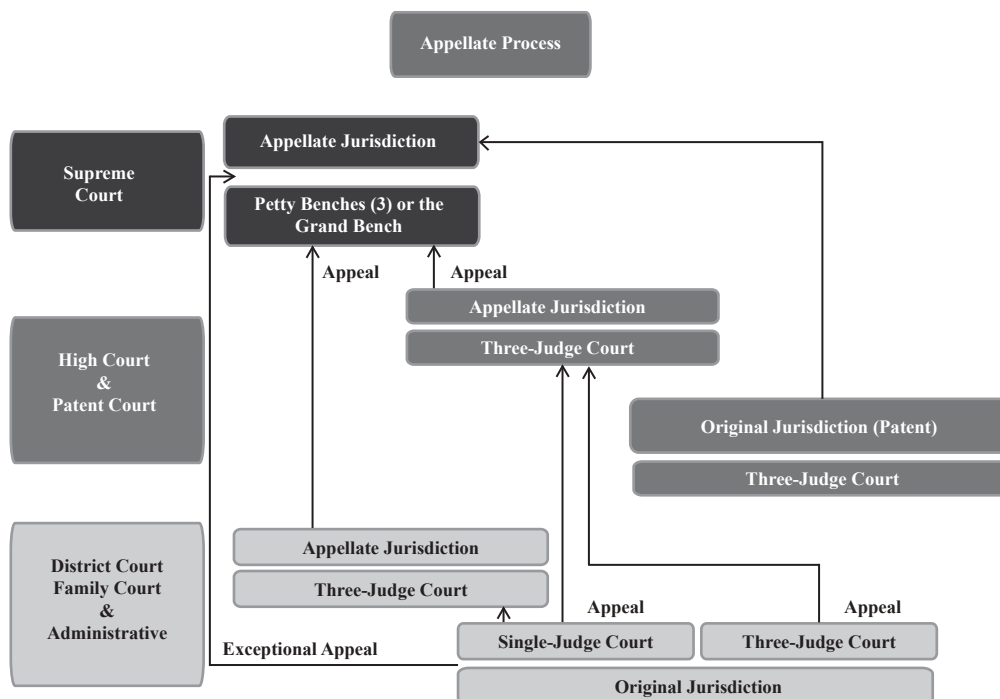 Appellate Process
Supreme
Court
Appellate Jurisdiction
Petty Benches (3) or the
Grand Bench
Appeal
Appeal
High Court
&
Patent Court
Appellate Jurisdiction
Three-Judge Court
Original Jurisdiction (Patent)
Three-Judge Court
District Court
Family Court
&
Administrative
Appellate Jurisdiction
Three-Judge Court
Appeal
Appeal
Exceptional Appeal
Single-Judge Court
Three-Judge Court
Original Jurisdiction